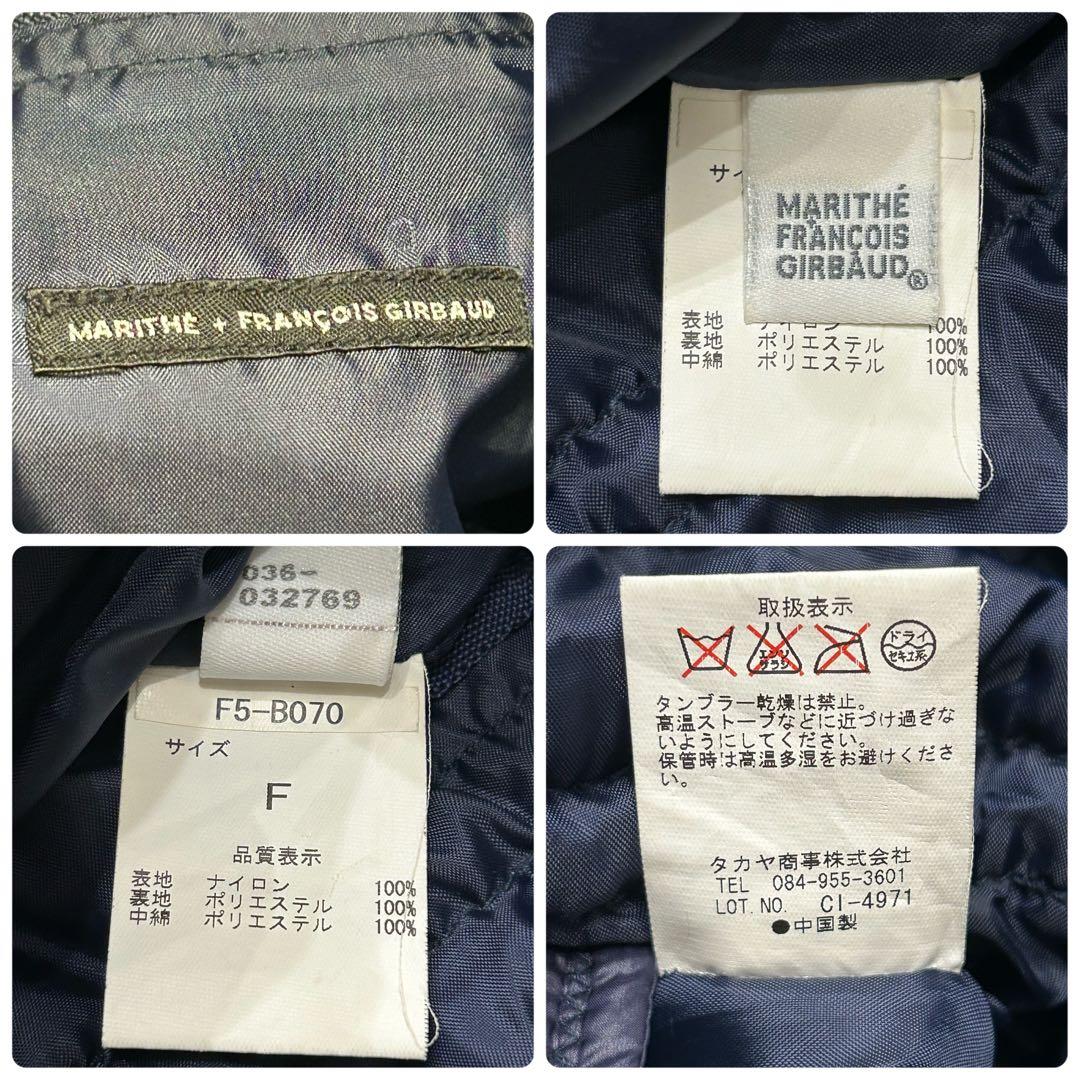 MARITHÉ + FRANÇOIS GIRBAUD
サイ
MARITHÉ
+
FRANÇOIS
GIRBAUD®
表地 ナイロン 100%
裏地 ポリエステル 100%
中綿 ポリエステル 100%
036-
032769
F5-B070
サイズ
F
品質表示
表地 ナイロン 100%
裏地 ポリエステル 100%
中綿 ポリエステル 100%
取扱表示
エンソ
サラシ
ドライ
セキユ系
タンブラー乾燥は禁止。
高温ストーブなどに近づけ過ぎな
いようにしてください。
保管時は高温多湿をお避けくださ
い。
タカヤ商事株式会社
TEL 084-955-3601
LOT.NO. CI-4971
●中国製